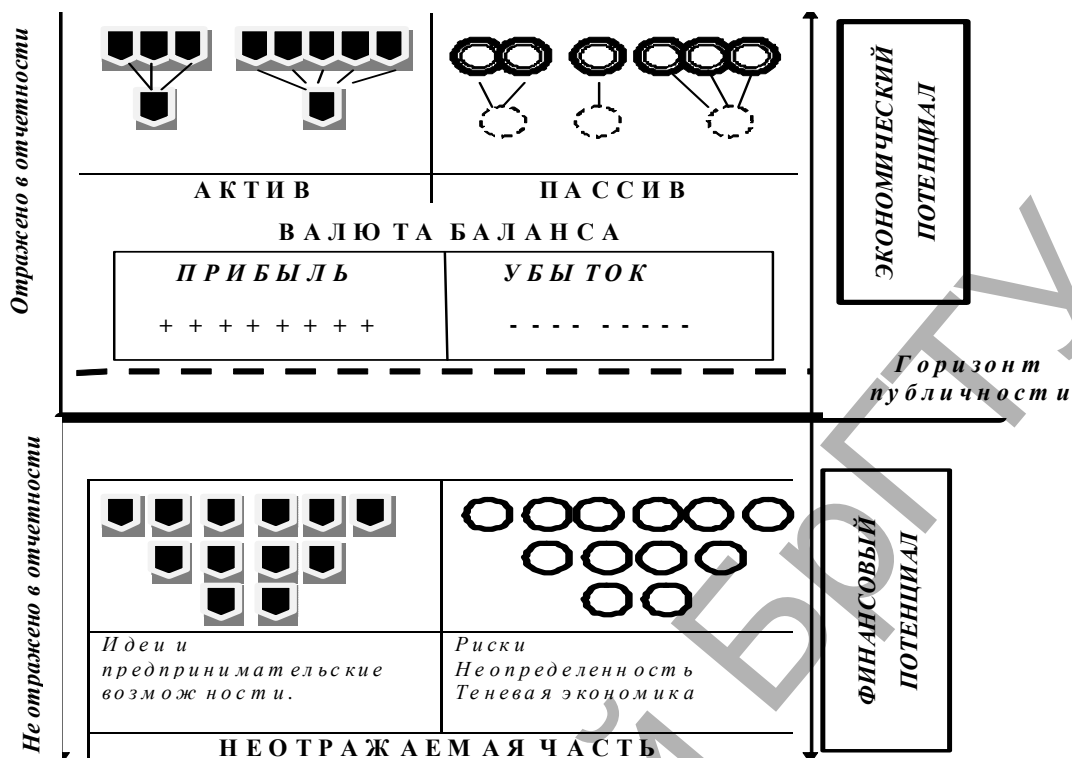 Отражено в отчетности
АКТИВ
ПАССИВ
ВАЛЮТА БАЛАНСА
ПРИБЫЛЬ
УБЫТОК
+ + + + + + + +
- - - - - - - - -
ЭКОНОМИЧЕСКИЙ
ПОТЕНЦИАЛ
Горизонт
публичности
Не отражено в отчетности
Идеи и
предпринимательские
возможности.
Риски
Неопределенность
Теневая экономика
НЕОТРАЖАЕМАЯ ЧАСТЬ
ФИНАНСОВЫЙ
ПОТЕНЦИАЛ
Й БрГТУ